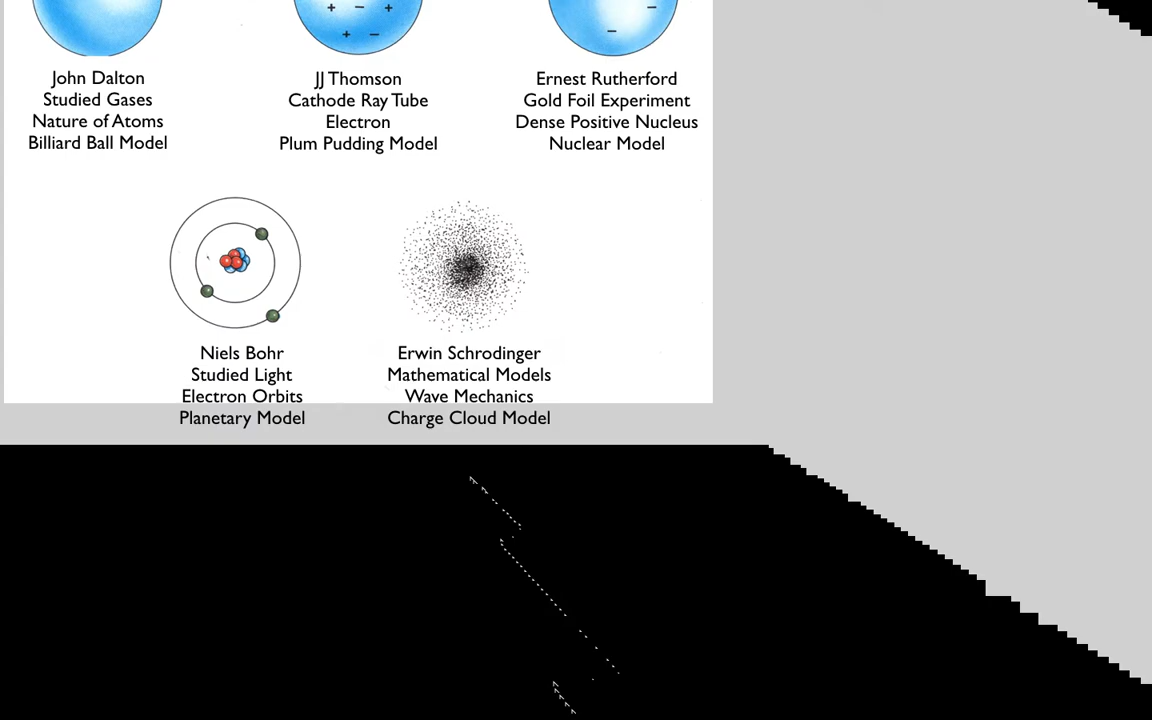 + − +
+ −
−
−
John Dalton
Studied Gases
Nature of Atoms
Billiard Ball Model
JJ Thomson
Cathode Ray Tube
Electron
Plum Pudding Model
Ernest Rutherford
Gold Foil Experiment
Dense Positive Nucleus
Nuclear Model
Niels Bohr
Studied Light
Electron Orbits
Planetary Model
Erwin Schrodinger
Mathematical Models
Wave Mechanics
Charge Cloud Model